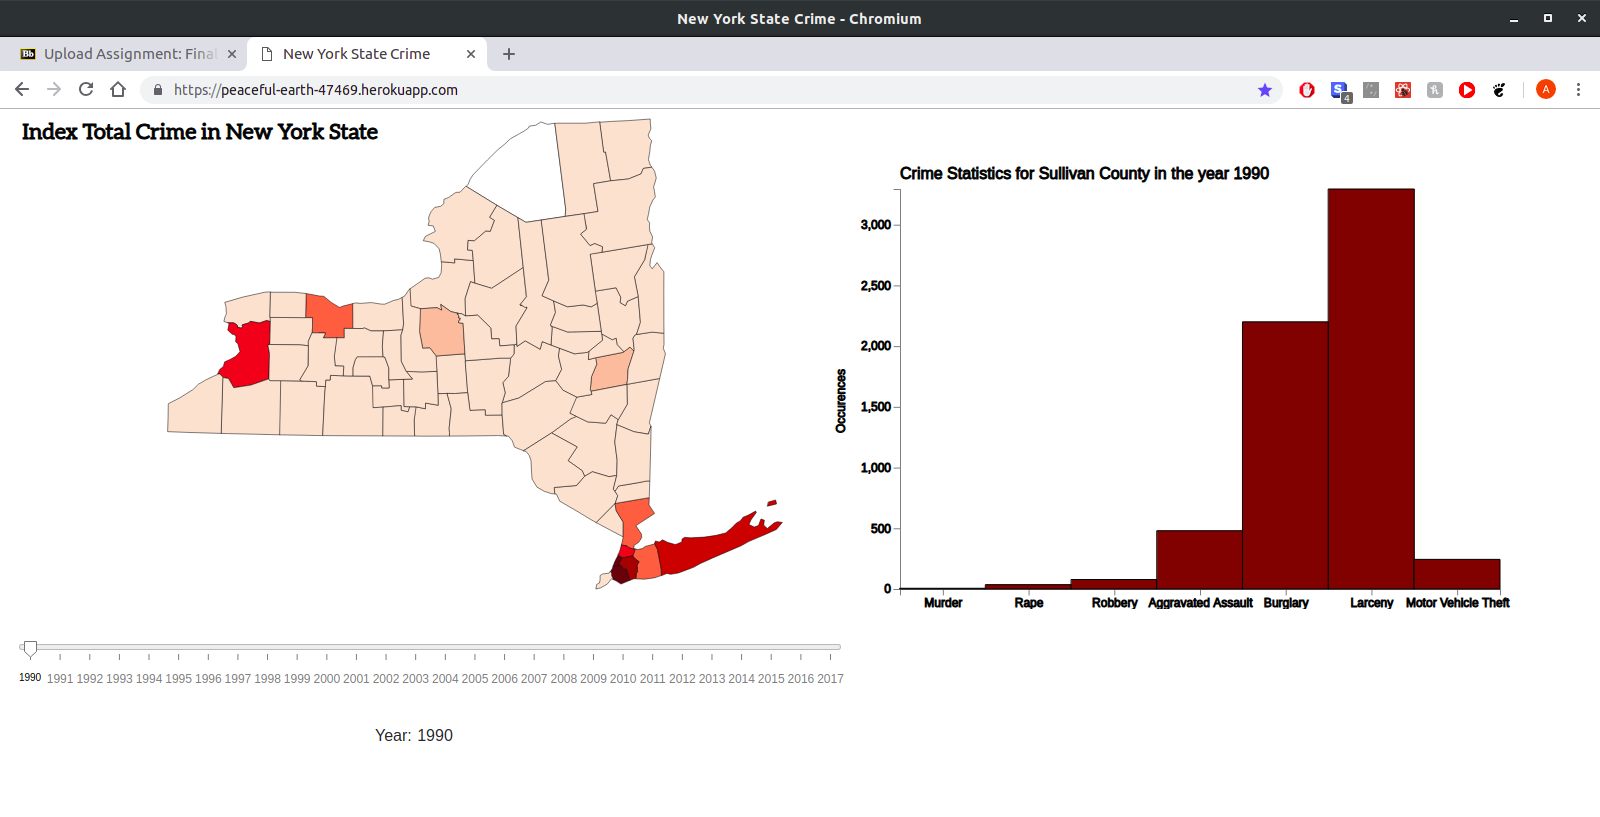 New York State Crime - Chromium
Bb Upload Assignment: Fina
New York State Crime
https://peaceful-earth-47469.herokuapp.com
4
A
Index Total Crime in New York State
Crime Statistics for Sullivan County in the year 1990
3,000
2,500
2,000
1,500
1,000
500
0
Occurences
Murder Rape Robbery Aggravated Assault Burglary Larceny Motor Vehicle Theft
1990 1991 1992 1993 1994 1995 1996 1997 1998 1999 2000 2001 2002 2003 2004 2005 2006 2007 2008 2009 2010 2011 2012 2013 2014 2015 2016 2017
Year: 1990